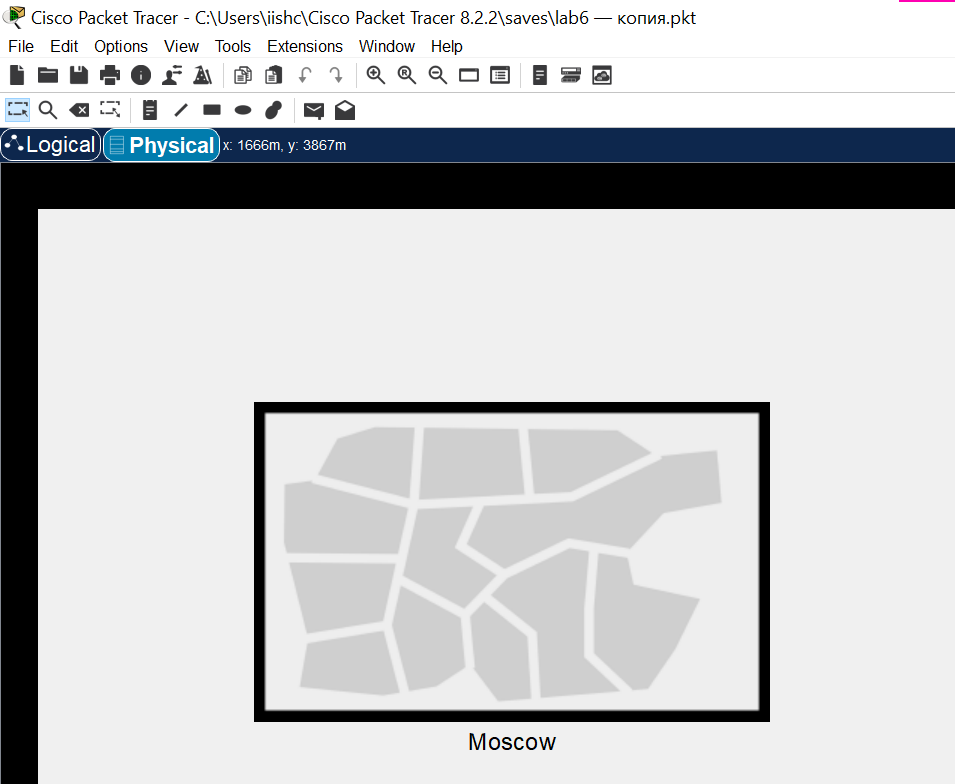 Cisco Packet Tracer - C:\Users\iishc\Cisco Packet Tracer 8.2.2\saves\lab6 — копия.pkt
File Edit Options View Tools Extensions Window Help
Logical Physical x: 1666m, y: 3867m
Moscow